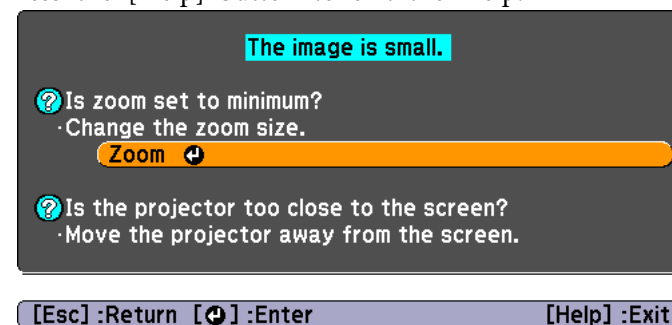 The image is small.
Is zoom set to minimum?
·Change the zoom size.
Zoom
Is the projector too close to the screen?
·Move the projector away from the screen.
[Esc] :Return [⏎] :Enter [Help] :Exit